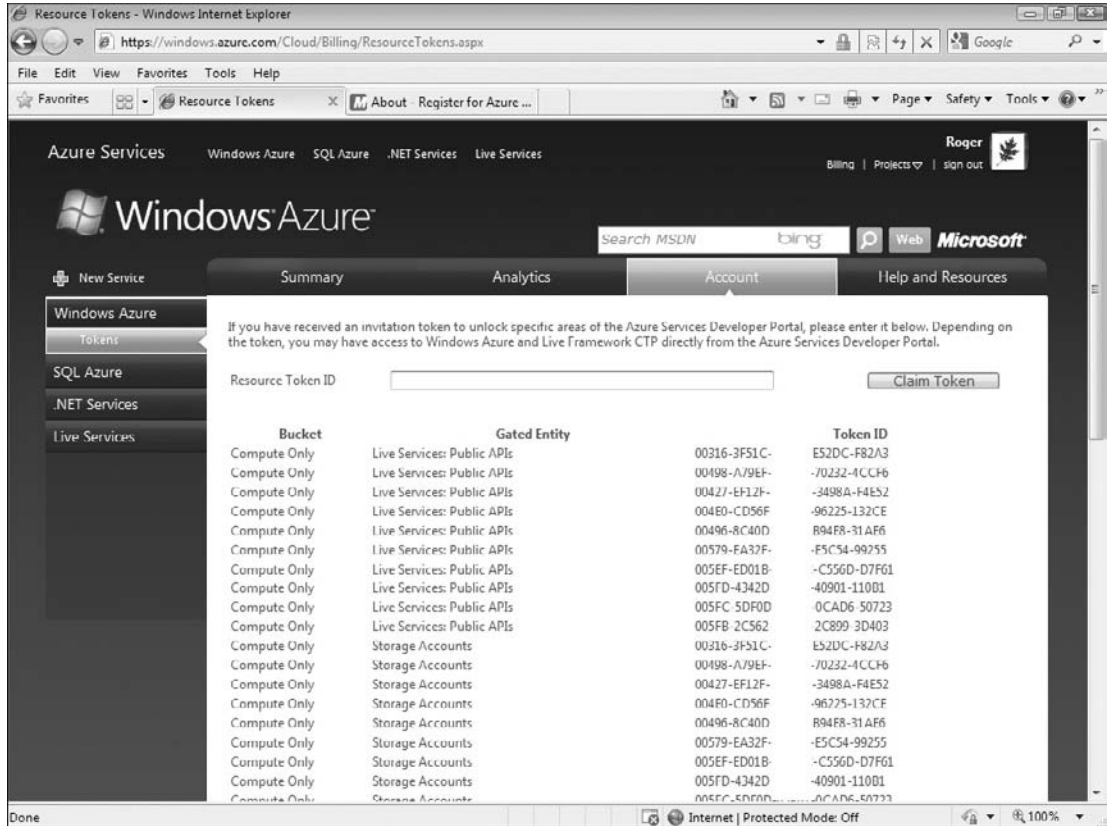 Resource Tokens - Windows Internet Explorer
https://windows.azure.com/Cloud/Billing/ResourceTokens.aspx
Google
File Edit View Favorites Tools Help
Favorites Resource Tokens X About - Register for Azure ... Page Safety Tools
Azure Services Windows Azure SQL Azure .NET Services Live Services
Roger
Billing | Projects | sign out
Windows Azure
Search MSDN bing Web Microsoft
New Service Summary Analytics Account Help and Resources
Windows Azure
Tokens
SQL Azure
.NET Services
Live Services
If you have received an invitation token to unlock specific areas of the Azure Services Developer Portal, please enter it below. Depending on
the token, you may have access to Windows Azure and Live Framework CTP directly from the Azure Services Developer Portal.
Resource Token ID Claim Token
Bucket Gated Entity Token ID
Compute Only Live Services: Public APIs 00316-3F51C- E52DC-F82A3
Compute Only Live Services: Public APIs 00498-A79EF- -70232-4CCF6
Compute Only Live Services: Public APIs 00427-EF12F- -3498A-F4E52
Compute Only Live Services: Public APIs 004E0-CD56F -96225-132CE
Compute Only Live Services: Public APIs 00496-8C40D B94F8-31AE6
Compute Only Live Services: Public APIs 00579-EA32F- -E5C54-99255
Compute Only Live Services: Public APIs 005EF-ED01B- -C556D-D7F61
Compute Only Live Services: Public APIs 005FD-4342D -40901-110B1
Compute Only Live Services: Public APIs 005FC-5DF0D -0CAD6-50723
Compute Only Live Services: Public APIs 005FB-2C562 2C899-3D403
Compute Only Storage Accounts 00316-3F51C- E52DC-F82A3
Compute Only Storage Accounts 00498-A79EF- -70232-4CCF6
Compute Only Storage Accounts 00427-EF12F- -3498A-F4E52
Compute Only Storage Accounts 004E0-CD56F -96225-132CE
Compute Only Storage Accounts 00496-8C40D B94F8-31AE6
Compute Only Storage Accounts 00579-EA32F- -E5C54-99255
Compute Only Storage Accounts 005EF-ED01B- -C556D-D7F61
Compute Only Storage Accounts 005FD-4342D -40901-110B1
Compute Only Storage Accounts 005FC-5DF0D- -0CAD6-50723
Done Internet | Protected Mode: Off 100%